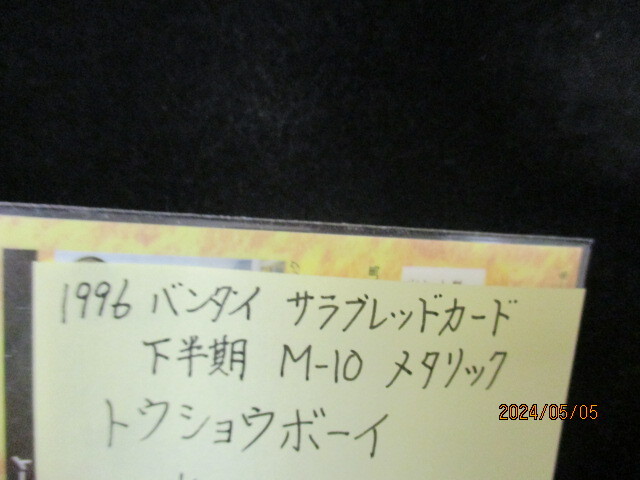 1996 バンダイ サラブレッドカード
下半期 M-10 メタリック
トウショウボーイ
2024/05/05